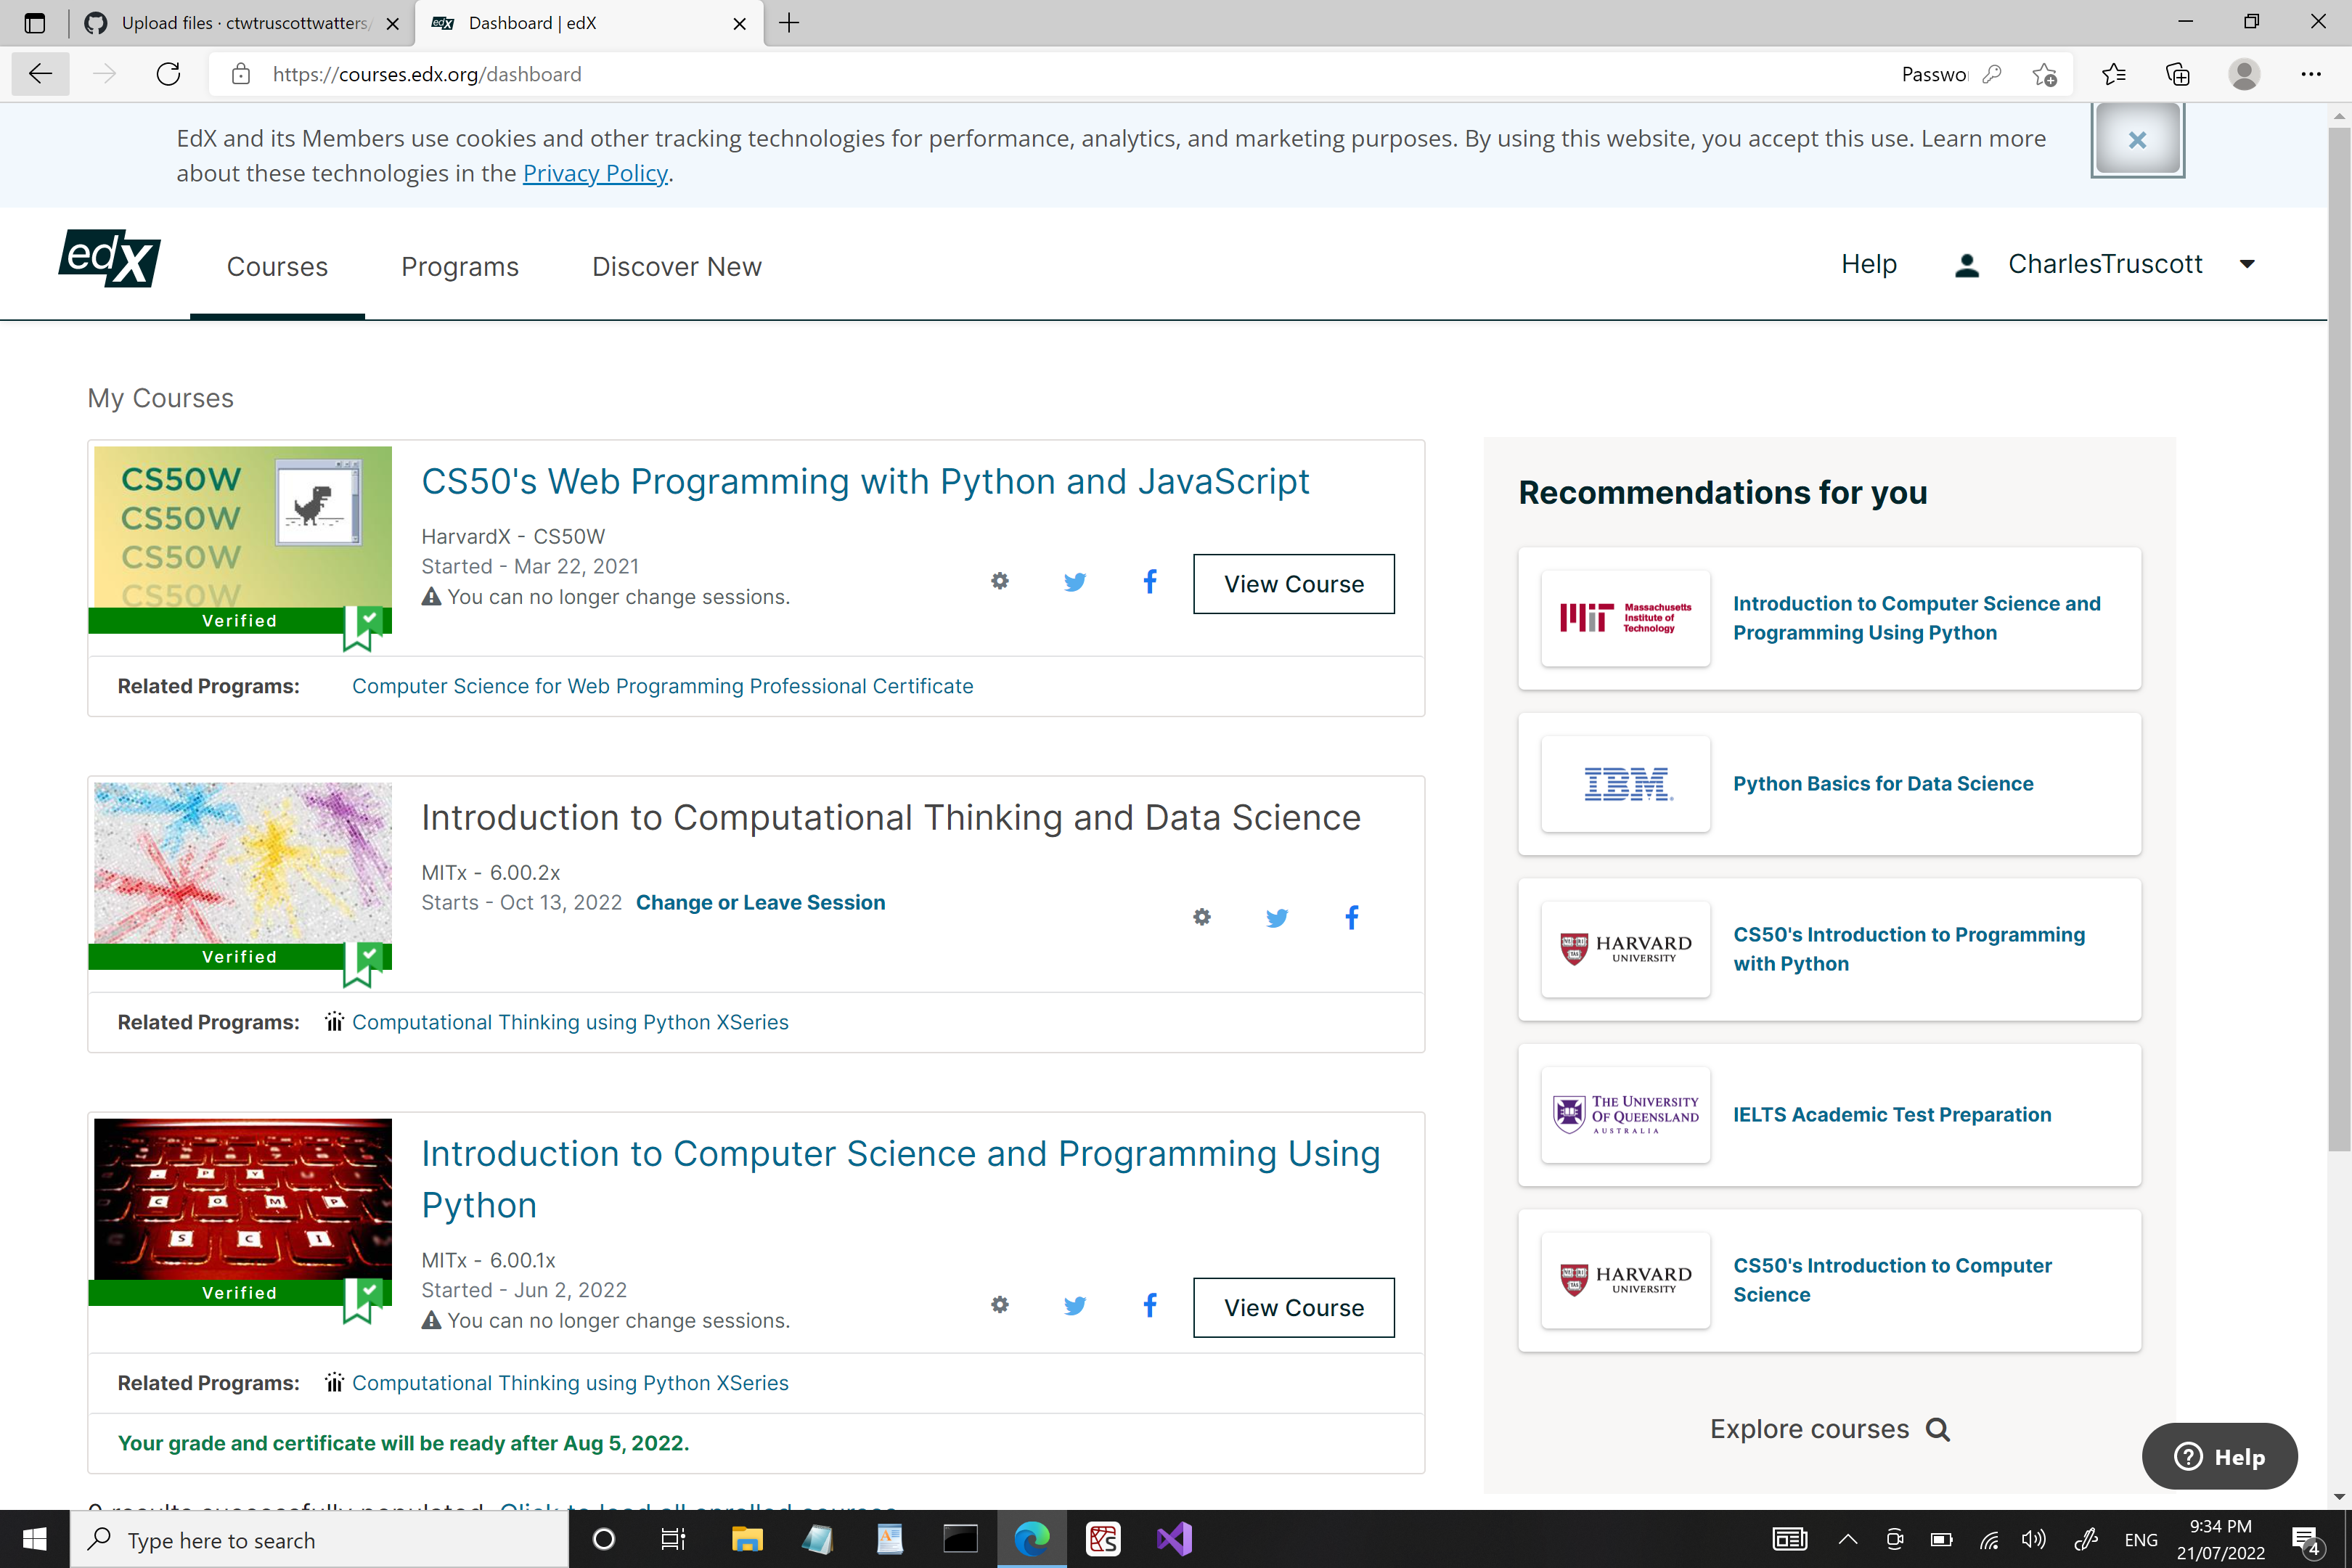 Upload files · ctwtruscottwatters/
Dashboard | edX
https://courses.edx.org/dashboard
Passwo
EdX and its Members use cookies and other tracking technologies for performance, analytics, and marketing purposes. By using this website, you accept this use. Learn more
about these technologies in the Privacy Policy.
edX
Courses
Programs
Discover New
Help
CharlesTruscott
My Courses
CS50W
CS50W
CS50W
CS50W
Verified
CS50's Web Programming with Python and JavaScript
HarvardX - CS50W
Started - Mar 22, 2021
You can no longer change sessions.
View Course
Related Programs:
Computer Science for Web Programming Professional Certificate
Verified
Introduction to Computational Thinking and Data Science
MITx - 6.00.2x
Starts - Oct 13, 2022 Change or Leave Session
Related Programs:
Computational Thinking using Python XSeries
C O M P
S C I
Verified
Introduction to Computer Science and Programming Using
Python
MITx - 6.00.1x
Started - Jun 2, 2022
You can no longer change sessions.
View Course
Related Programs:
Computational Thinking using Python XSeries
Your grade and certificate will be ready after Aug 5, 2022.
0 results successfully populated. Click to load all enrolled courses
Recommendations for you
MIT Massachusetts
Institute of
Technology
Introduction to Computer Science and
Programming Using Python
IBM
Python Basics for Data Science
HARVARD
UNIVERSITY
CS50's Introduction to Programming
with Python
THE UNIVERSITY
OF QUEENSLAND
AUSTRALIA
IELTS Academic Test Preparation
HARVARD
UNIVERSITY
CS50's Introduction to Computer
Science
Explore courses
Help
Type here to search
ENG
9:34 PM
21/07/2022
4